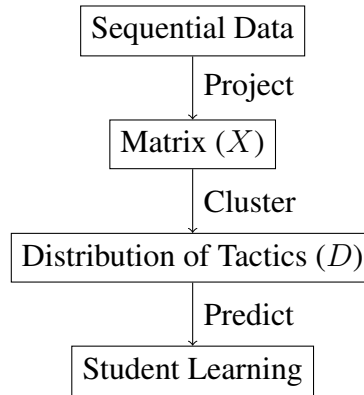 Sequential Data
Project
Matrix (X)
Cluster
Distribution of Tactics (D)
Predict
Student Learning